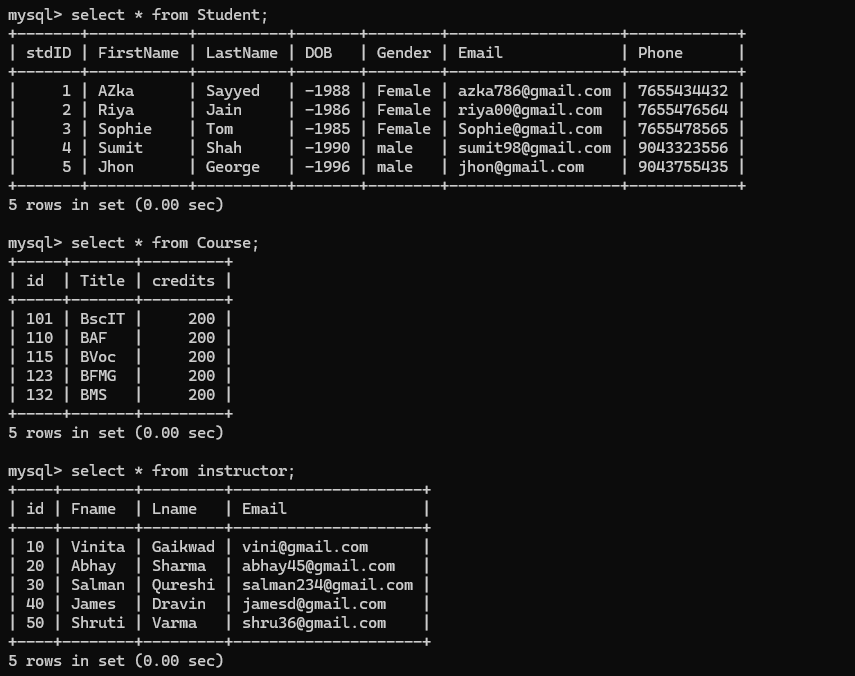 mysql> select * from Student;
+-------+-----------+----------+-------+--------+-------------------+------------+
| stdID | FirstName | LastName | DOB   | Gender | Email             | Phone      |
+-------+-----------+----------+-------+--------+-------------------+------------+
|     1 | AZka      | Sayyed   | -1988 | Female | azka786@gmail.com | 7655434432 |
|     2 | Riya      | Jain     | -1986 | Female | riya00@gmail.com  | 7655476564 |
|     3 | Sophie    | Tom      | -1985 | Female | Sophie@gmail.com  | 7655478565 |
|     4 | Sumit     | Shah     | -1990 | male   | sumit98@gmail.com | 9043323556 |
|     5 | Jhon      | George   | -1996 | male   | jhon@gmail.com    | 9043755435 |
+-------+-----------+----------+-------+--------+-------------------+------------+
5 rows in set (0.00 sec)

mysql> select * from Course;
+-----+-------+---------+
| id  | Title | credits |
+-----+-------+---------+
| 101 | BscIT |     200 |
| 110 | BAF   |     200 |
| 115 | BVoc  |     200 |
| 123 | BFMG  |     200 |
| 132 | BMS   |     200 |
+-----+-------+---------+
5 rows in set (0.00 sec)

mysql> select * from instructor;
+----+--------+---------+---------------------+
| id | Fname  | Lname   | Email               |
+----+--------+---------+---------------------+
| 10 | Vinita | Gaikwad | vini@gmail.com      |
| 20 | Abhay  | Sharma  | abhay45@gmail.com   |
| 30 | Salman | Qureshi | salman234@gmail.com |
| 40 | James  | Dravin  | jamesd@gmail.com    |
| 50 | Shruti | Varma   | shru36@gmail.com    |
+----+--------+---------+---------------------+
5 rows in set (0.00 sec)